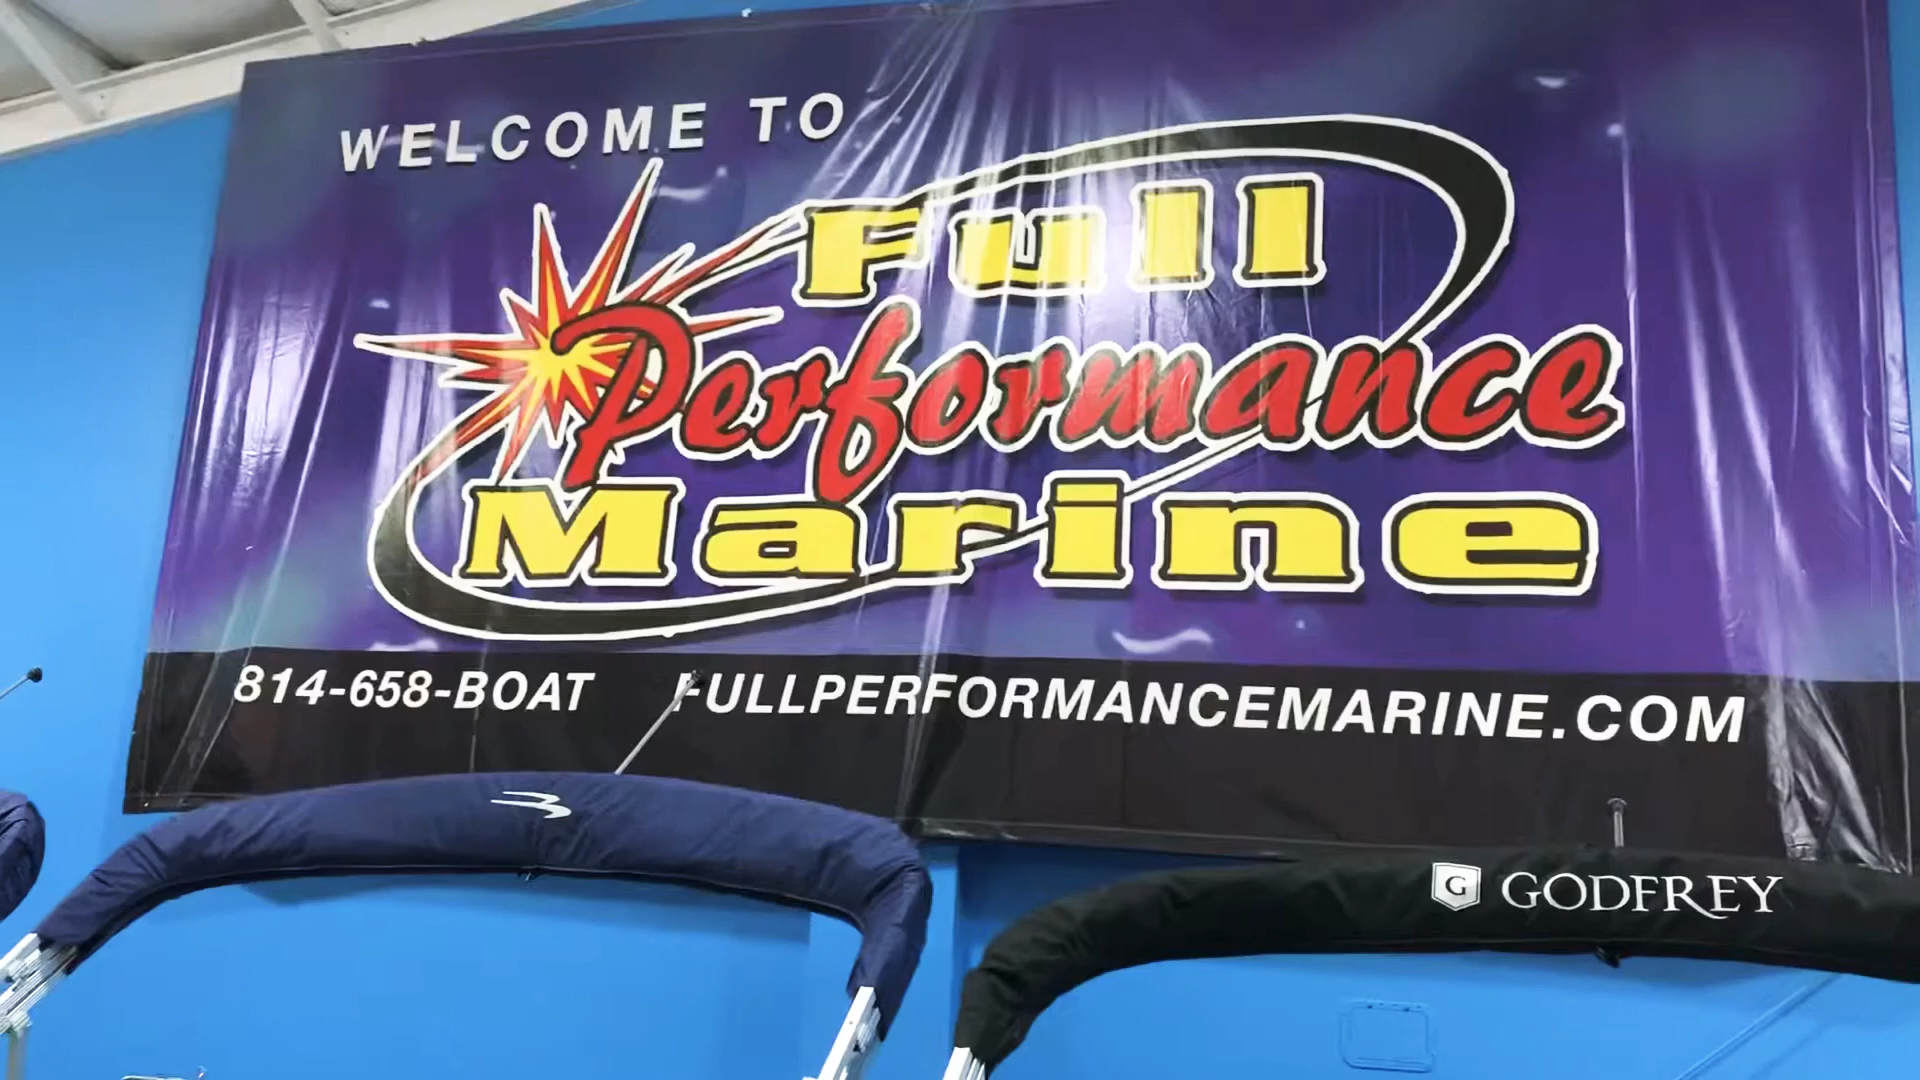 WELCOME TO
Full
Performance
Marine
814-658-BOAT FULLPERFORMANCEMARINE.COM
G GODFREY